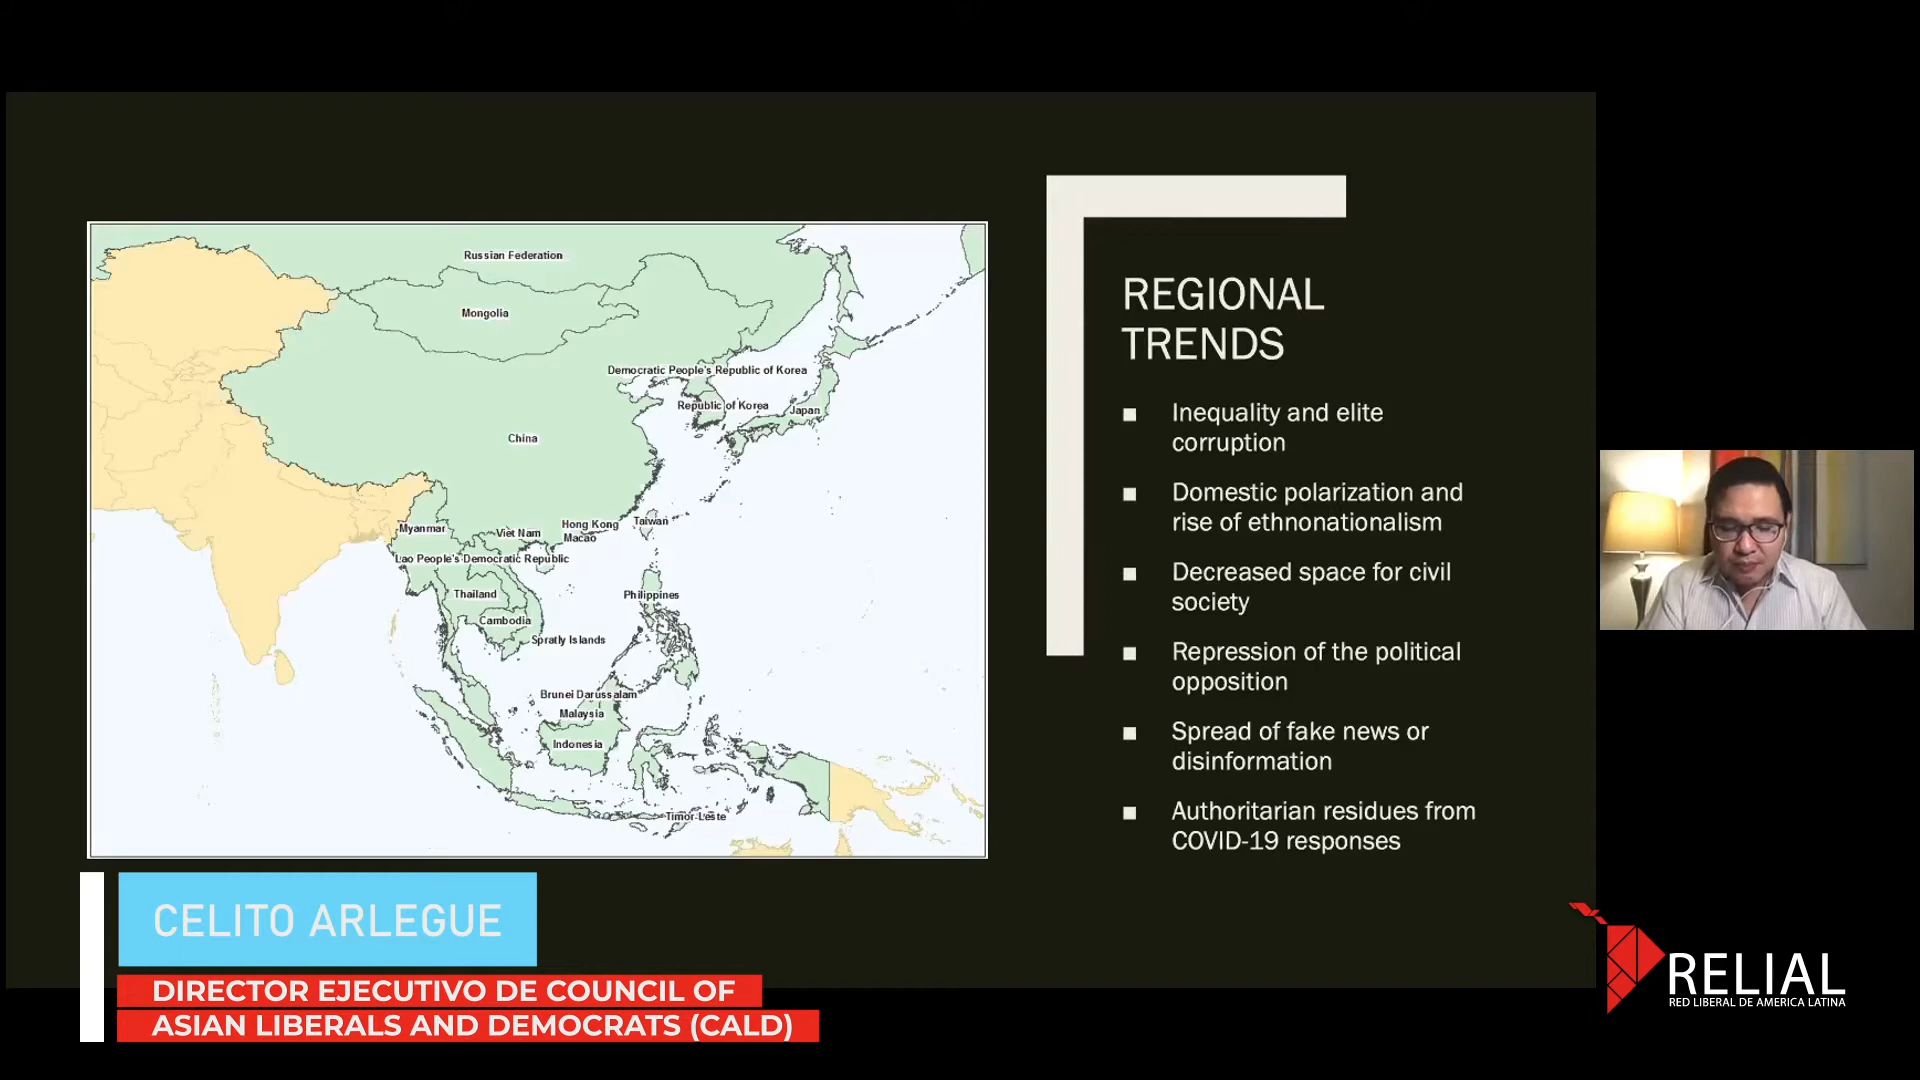 Russian Federation
Mongolia
Democratic People's Republic of Korea
Republic of Korea
Japan
China
Myanmar
Viet Nam
Hong Kong
Macao
Taiwan
Lao People's Democratic Republic
Thailand
Philippines
Cambodia
Spratly Islands
Brunei Darussalam
Malaysia
Indonesia
Timor-Leste
REGIONAL
TRENDS
■ Inequality and elite
corruption
■ Domestic polarization and
rise of ethnonationalism
■ Decreased space for civil
society
■ Repression of the political
opposition
■ Spread of fake news or
disinformation
■ Authoritarian residues from
COVID-19 responses
CELITO ARLEGUE
DIRECTOR EJECUTIVO DE COUNCIL OF
ASIAN LIBERALS AND DEMOCRATS (CALD)
RELIAL
RED LIBERAL DE AMERICA LATINA